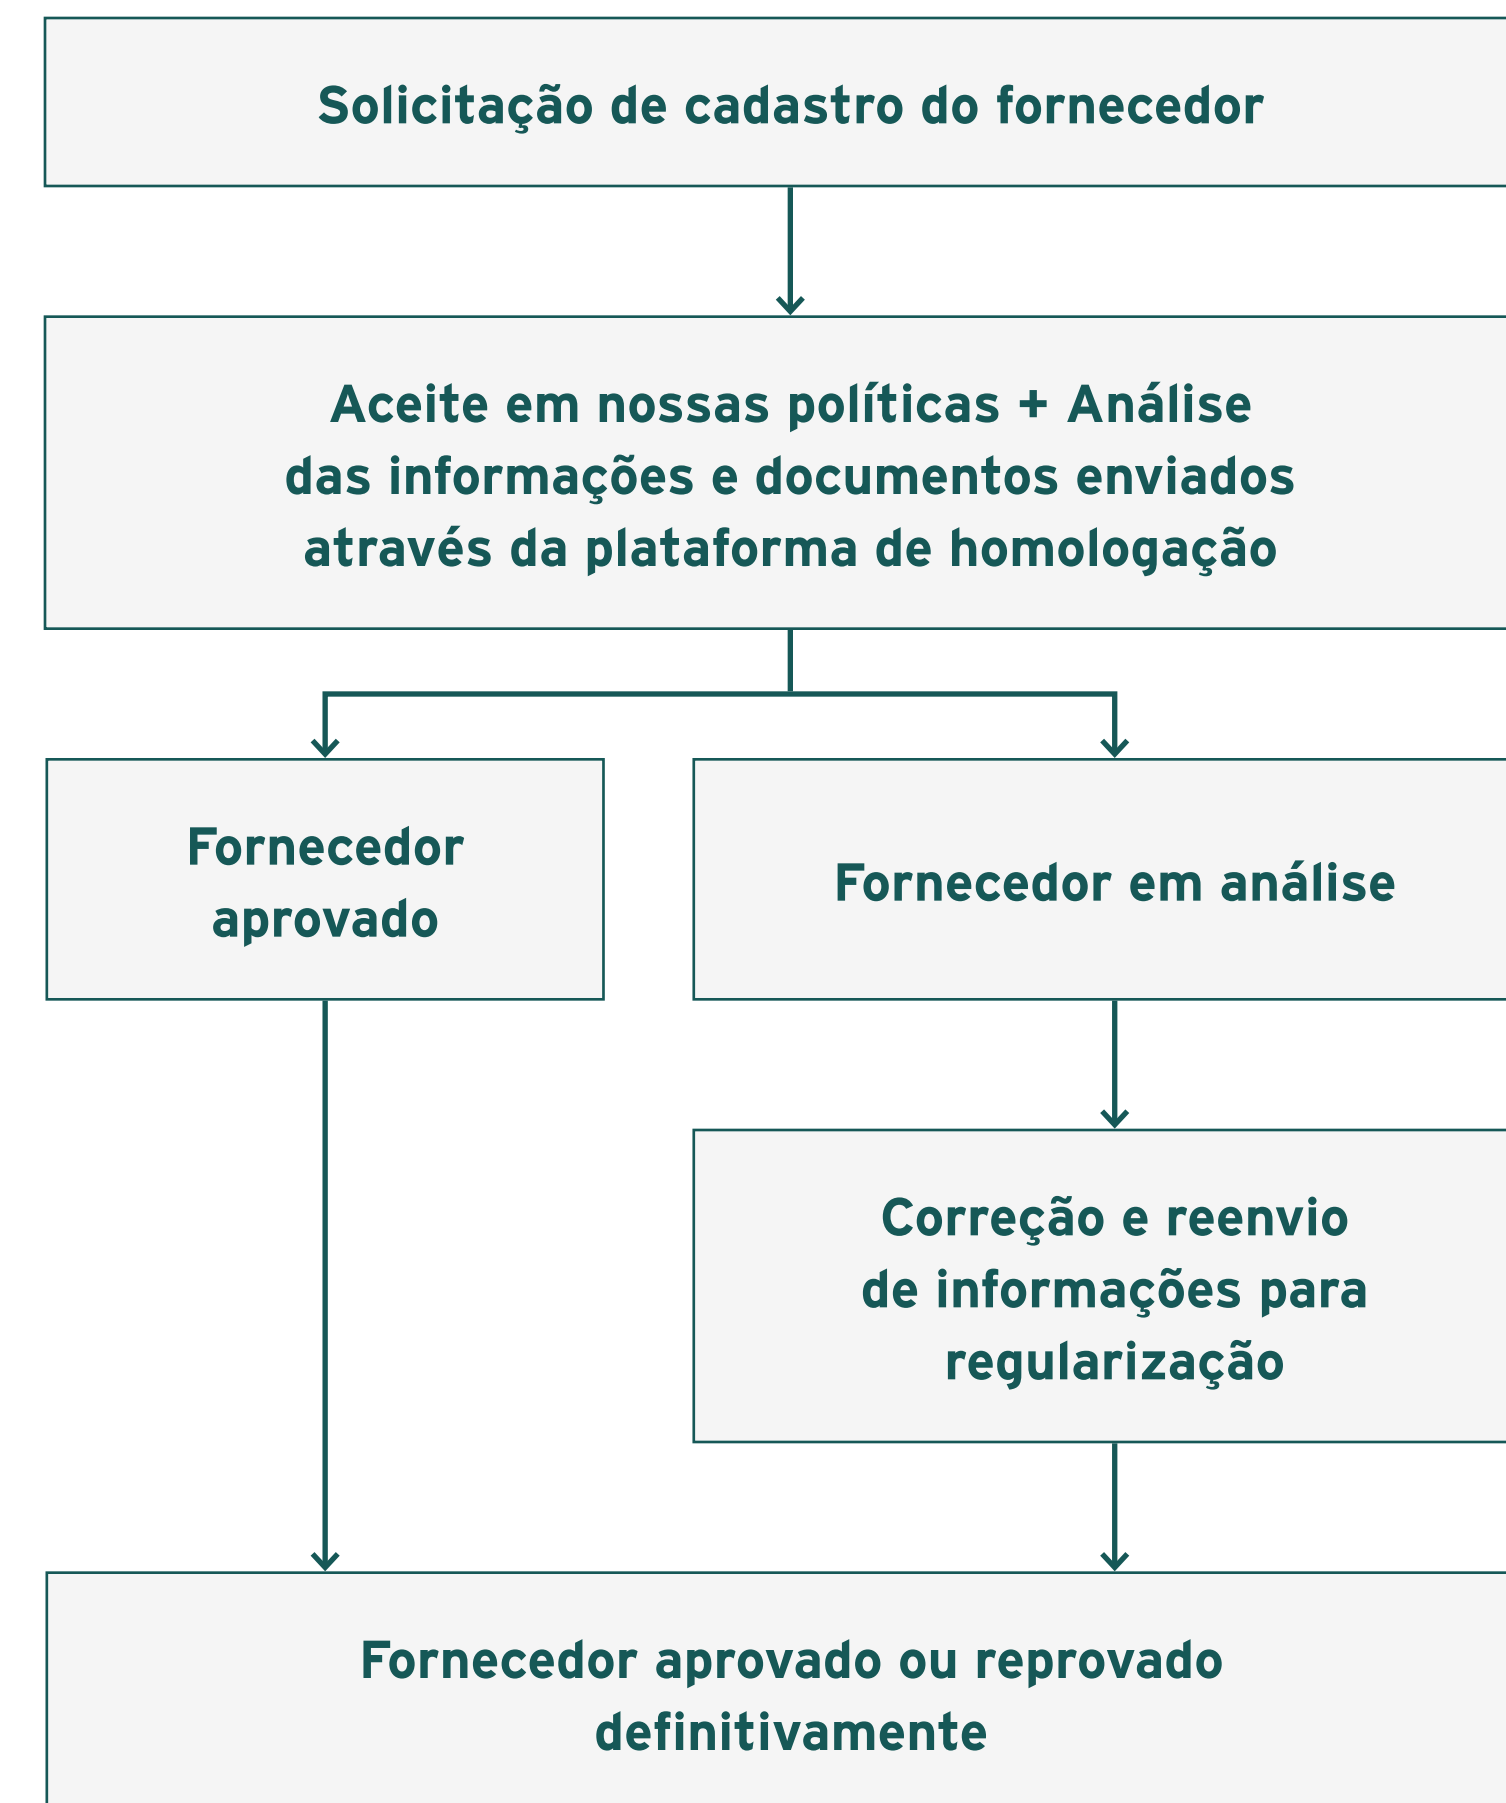 Solicitação de cadastro do fornecedor
Aceite em nossas políticas + Análise
das informações e documentos enviados
através da plataforma de homologação
Fornecedor
aprovado
Fornecedor em análise
Correção e reenvio
de informações para
regularização
Fornecedor aprovado ou reprovado
definitivamente